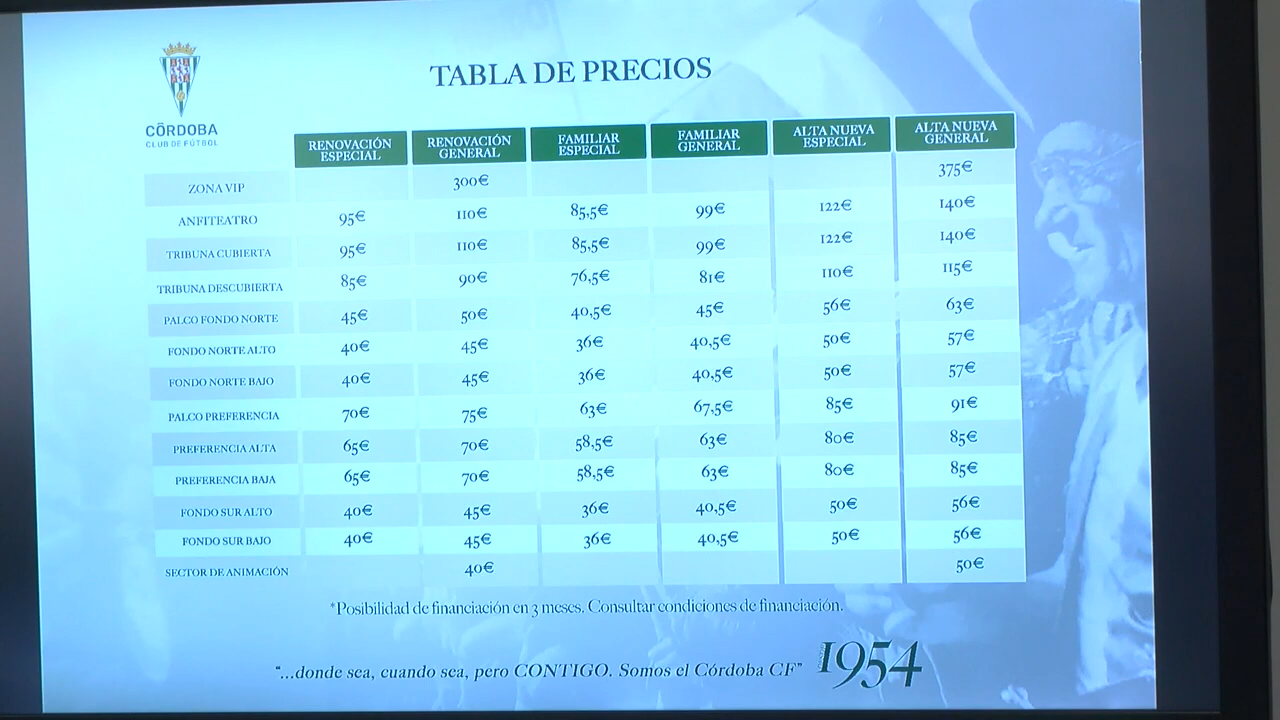 TABLA DE PRECIOS
CÓRDOBA
CLUB DE FÚTBOL
RENOVACIÓN ESPECIAL RENOVACIÓN GENERAL FAMILIAR ESPECIAL FAMILIAR GENERAL ALTA NUEVA ESPECIAL ALTA NUEVA GENERAL
ZONA VIP 300€ 375€
ANFITEATRO 95€ 110€ 85,5€ 99€ 122€ 140€
TRIBUNA CUBIERTA 95€ 110€ 85,5€ 99€ 122€ 140€
TRIBUNA DESCUBIERTA 85€ 90€ 76,5€ 81€ 110€ 115€
PALCO FONDO NORTE 45€ 50€ 40,5€ 45€ 56€ 63€
FONDO NORTE ALTO 40€ 45€ 36€ 40,5€ 50€ 57€
FONDO NORTE BAJO 40€ 45€ 36€ 40,5€ 50€ 57€
PALCO PREFERENCIA 70€ 75€ 63€ 67,5€ 85€ 91€
PREFERENCIA ALTA 65€ 70€ 58,5€ 63€ 80€ 85€
PREFERENCIA BAJA 65€ 70€ 58,5€ 63€ 80€ 85€
FONDO SUR ALTO 40€ 45€ 36€ 40,5€ 50€ 56€
FONDO SUR BAJO 40€ 45€ 36€ 40,5€ 50€ 56€
SECTOR DE ANIMACIÓN 40€ 50€
*Posibilidad de financiación en 3 meses. Consultar condiciones de financiación.
"...donde sea, cuando sea, pero CONTIGO. Somos el Córdoba CF" 1954